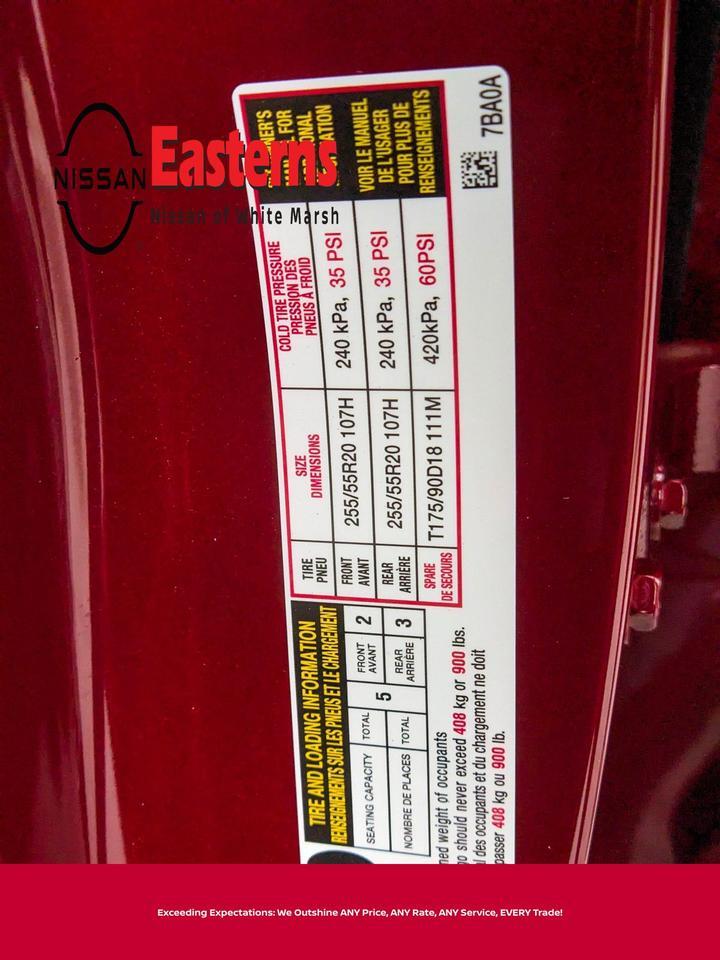 NISSAN
Easterns
Nissan of White Marsh
TIRE AND LOADING INFORMATION
RENSEIGNEMENTS SUR LES PNEUS ET LE CHARGEMENT
SEATING CAPACITY
NOMBRE DE PLACES
TOTAL
TOTAL
5
FRONT
AVANT
2
REAR
ARRIÈRE
3
weight of occupants
should never exceed 408 kg or 900 lbs.
des occupants et du chargement ne doit
408 kg ou 900 lb.
TIRE
PNEU
SIZE
DIMENSIONS
COLD TIRE PRESSURE
PRESSION DES
PNEUS À FROID
FRONT
AVANT
255/55R20 107H
240 kPa, 35 PSI
REAR
ARRIÈRE
255/55R20 107H
240 kPa, 35 PSI
SPARE
DE SECOURS
T175/90D18 111M
420kPa, 60PSI
FOR
VOIR LE MANUEL
DE L'USAGER
POUR PLUS DE
RENSEIGNEMENTS
7BA0A
Exceeding Expectations: We Outshine ANY Price, ANY Rate, ANY Service, EVERY Trade!